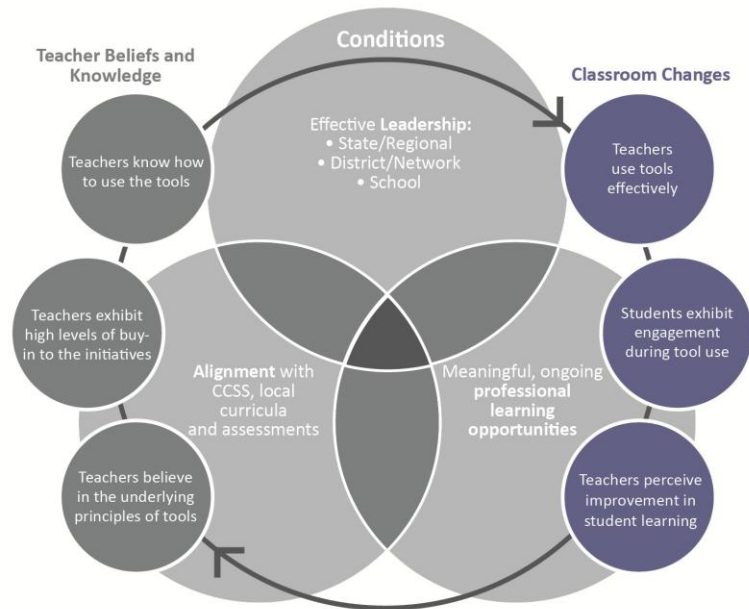 Conditions
Teacher Beliefs and
Knowledge
Classroom Changes
Effective Leadership:
• State/Regional
• District/Network
• School
Teachers know how
to use the tools
Teachers
use tools
effectively
Teachers exhibit
high levels of buy-
in to the initiatives
Students exhibit
engagement
during tool use
Alignment with
CCSS, local
curricula
and assessments
Meaningful, ongoing
professional
learning
opportunities
Teachers believe
in the underlying
principles of tools
Teachers perceive
improvement in
student learning